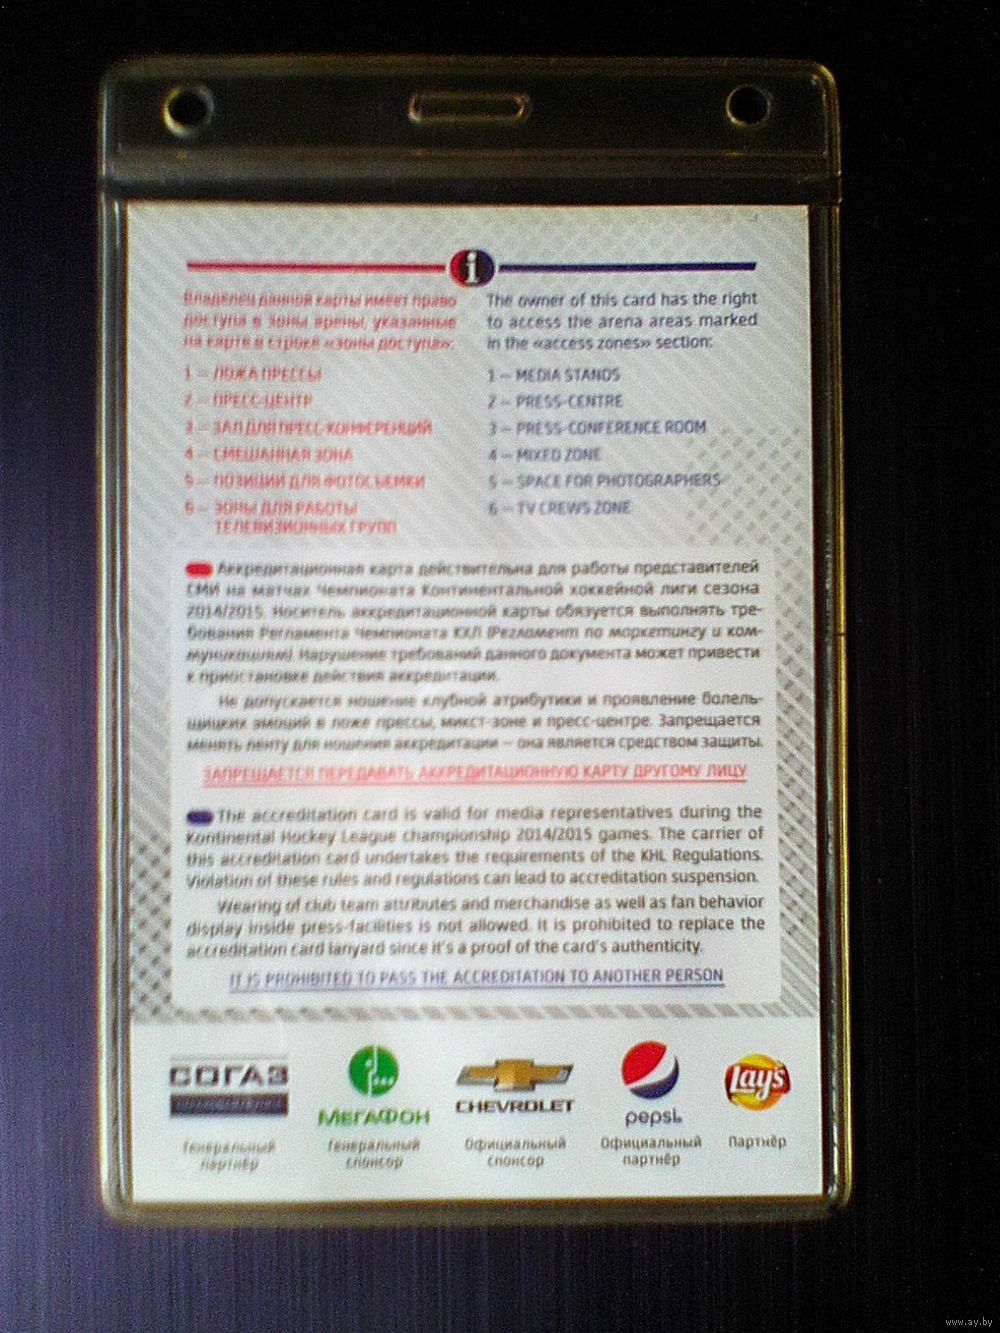 i
Владелец данной карты имеет право
доступа в зоны арены, указанные
на карте в строке «зоны доступа»:
1 — ЛОЖА ПРЕССЫ
2 — ПРЕСС-ЦЕНТР
3 — ЗАЛ ДЛЯ ПРЕСС-КОНФЕРЕНЦИЙ
4 — СМЕШАННАЯ ЗОНА
5 — ПОЗИЦИИ ДЛЯ ФОТОСЪЕМКИ
6 — ЗОНЫ ДЛЯ РАБОТЫ
ТЕЛЕВИЗИОННЫХ ГРУПП
The owner of this card has the right
to access the arena areas marked
in the «access zones» section:
1 — MEDIA STANDS
2 — PRESS-CENTRE
3 — PRESS-CONFERENCE ROOM
4 — MIXED ZONE
5 — SPACE FOR PHOTOGRAPHERS
6 — TV CREWS ZONE
Аккредитационная карта действительна для работы представителей
СМИ на матчах Чемпионата Континентальной хоккейной лиги сезона
2014/2015. Носитель аккредитационной карты обязуется выполнять тре-
бования Регламента Чемпионата КХЛ (Регламент по маркетингу и ком-
муникациям). Нарушение требований данного документа может привести
к приостановке действия аккредитации.
Не допускается ношение клубной атрибутики и проявление болель-
щицких эмоций в ложе прессы, микст-зоне и пресс-центре. Запрещается
менять ленту для ношения аккредитации — она является средством защиты.
ЗАПРЕЩАЕТСЯ ПЕРЕДАВАТЬ АККРЕДИТАЦИОННУЮ КАРТУ ДРУГОМУ ЛИЦУ
The accreditation card is valid for media representatives during the
Kontinental Hockey League championship 2014/2015 games. The carrier of
this accreditation card undertakes the requirements of the KHL Regulations.
Violation of these rules and regulations can lead to accreditation suspension.
Wearing of club team attributes and merchandise as well as fan behavior
display inside press-facilities is not allowed. It is prohibited to replace the
accreditation card lanyard since it's a proof of the card's authenticity.
IT IS PROHIBITED TO PASS THE ACCREDITATION TO ANOTHER PERSON
СОГАЗ
Генеральный
партнёр
МЕГАФОН
Генеральный
спонсор
CHEVROLET
Официальный
спонсор
pepsi
Официальный
партнёр
Lay's
Партнёр
www.ay.by